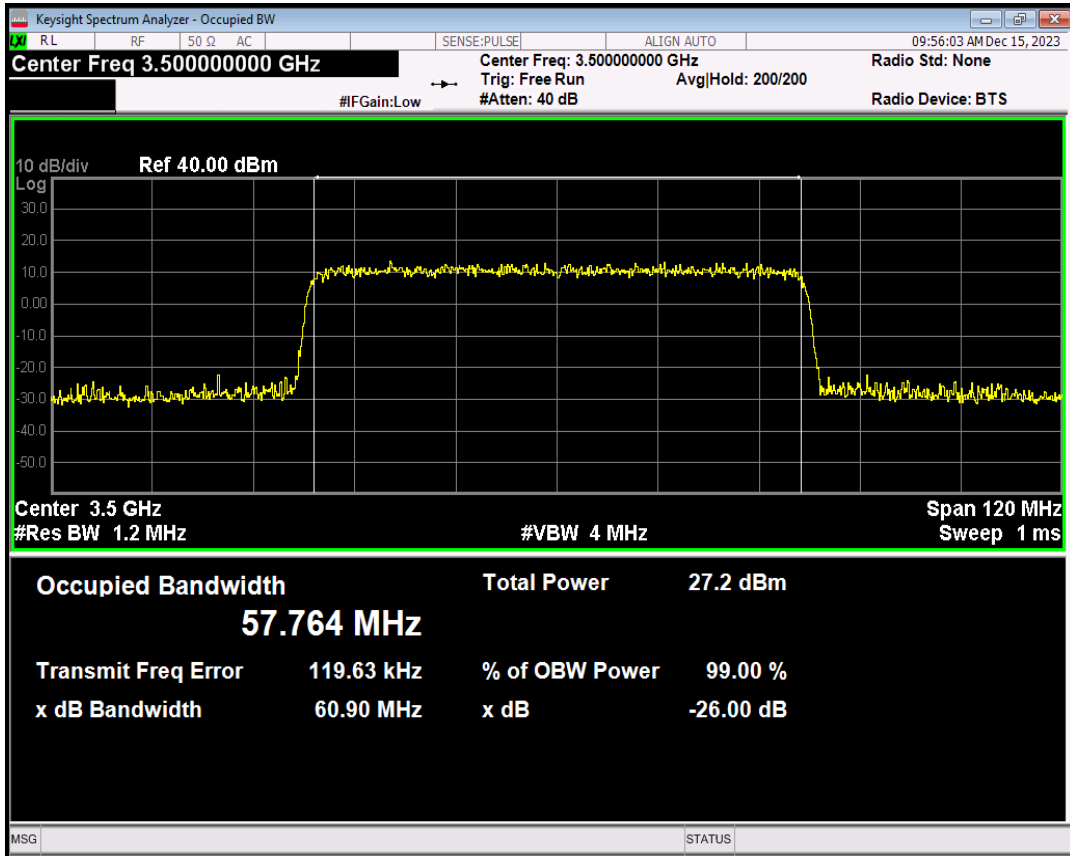 Keysight Spectrum Analyzer - Occupied BW
LXI RL RF 50 Ω AC SENSE:PULSE ALIGN AUTO 09:56:03 AM Dec 15, 2023
Center Freq 3.500000000 GHz Center Freq: 3.500000000 GHz Radio Std: None
Trig: Free Run Avg|Hold: 200/200
#IFGain:Low #Atten: 40 dB Radio Device: BTS
10 dB/div Ref 40.00 dBm
Log
30.0
20.0
10.0
0.00
-10.0
-20.0
-30.0
-40.0
-50.0
Center 3.5 GHz Span 120 MHz
#Res BW 1.2 MHz #VBW 4 MHz Sweep 1 ms
Occupied Bandwidth Total Power 27.2 dBm
57.764 MHz
Transmit Freq Error 119.63 kHz % of OBW Power 99.00 %
x dB Bandwidth 60.90 MHz x dB -26.00 dB
MSG STATUS